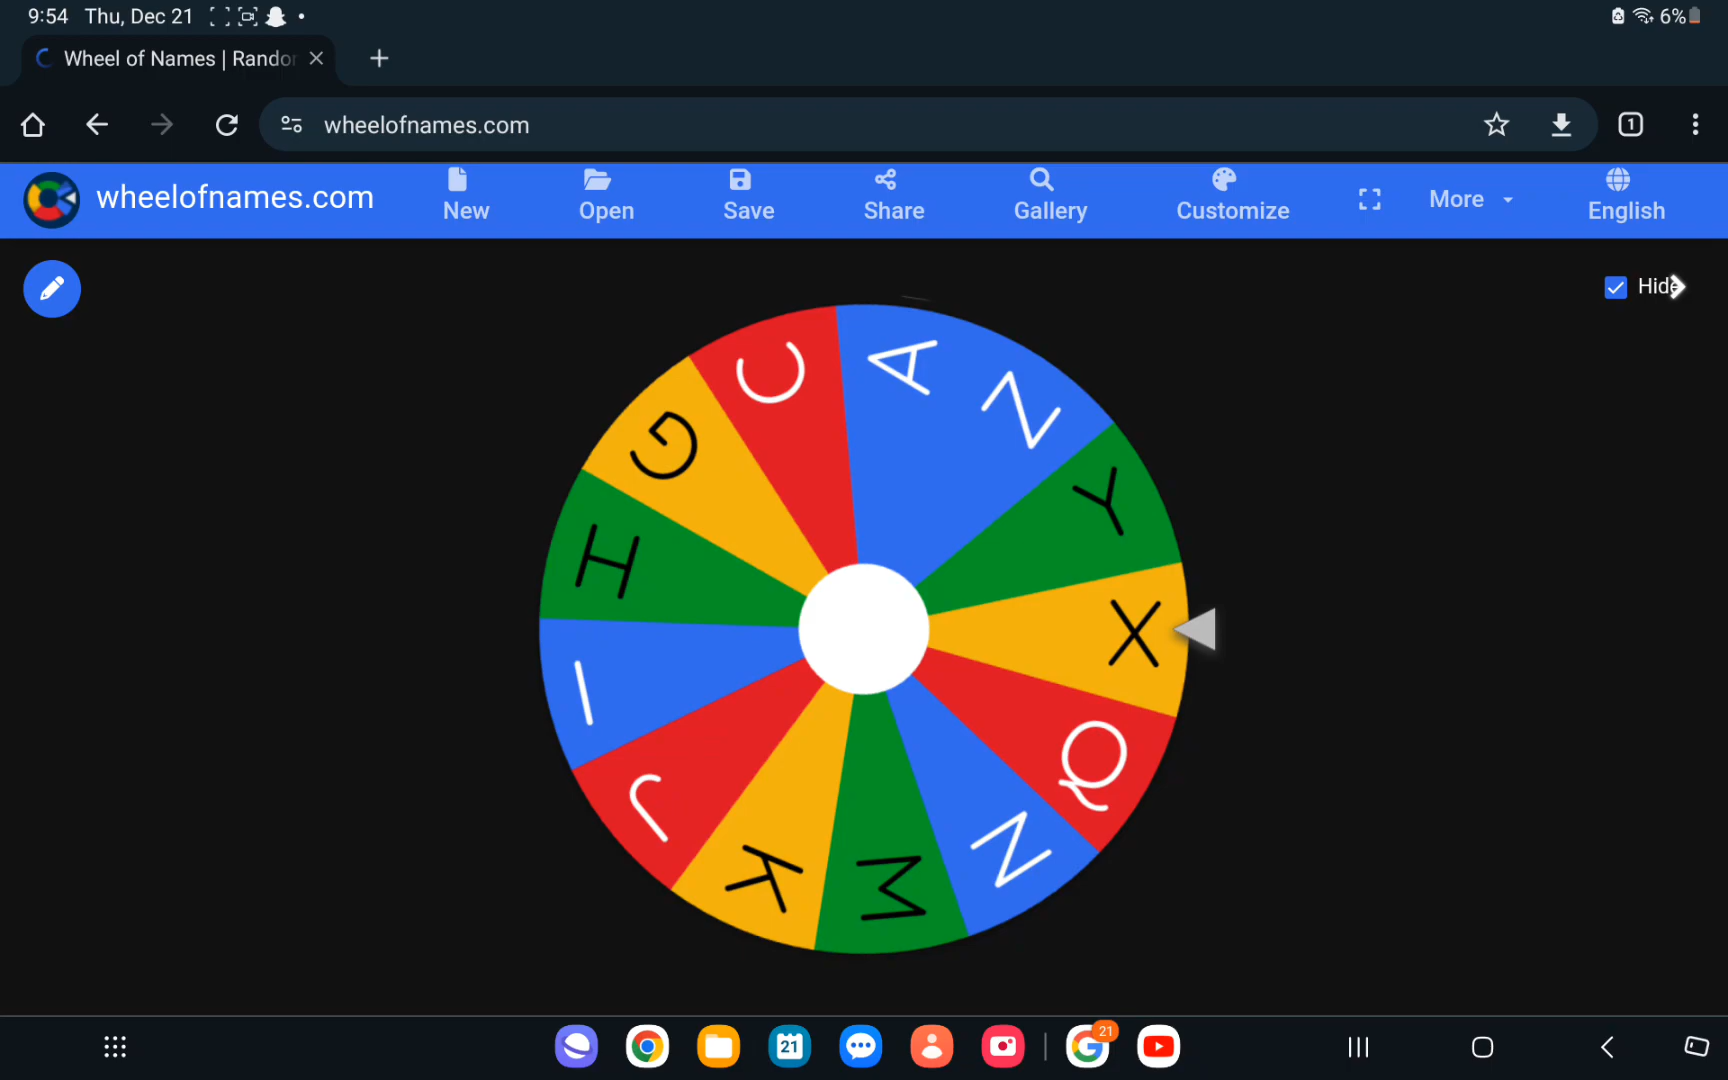 9:54 Thu, Dec 21
6%
Wheel of Names | Rando
wheelofnames.com
1
wheelofnames.com
New
Open
Save
Share
Gallery
Customize
More
English
Hide
A
Z
Y
X
Q
N
M
K
J
I
H
G
C
21
21